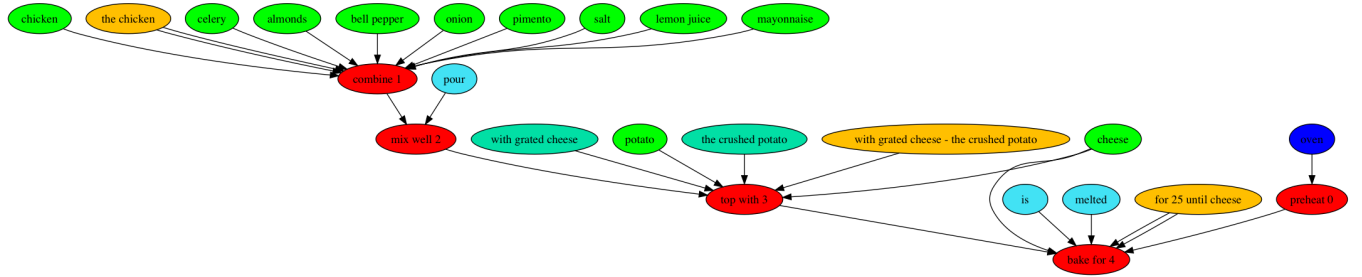 chicken
the chicken
celery
almonds
bell pepper
onion
pimento
salt
lemon juice
mayonnaise
combine 1
pour
mix well 2
with grated cheese
potato
the crushed potato
with grated cheese - the crushed potato
cheese
oven
is
melted
for 25 until cheese
preheat 0
top with 3
bake for 4